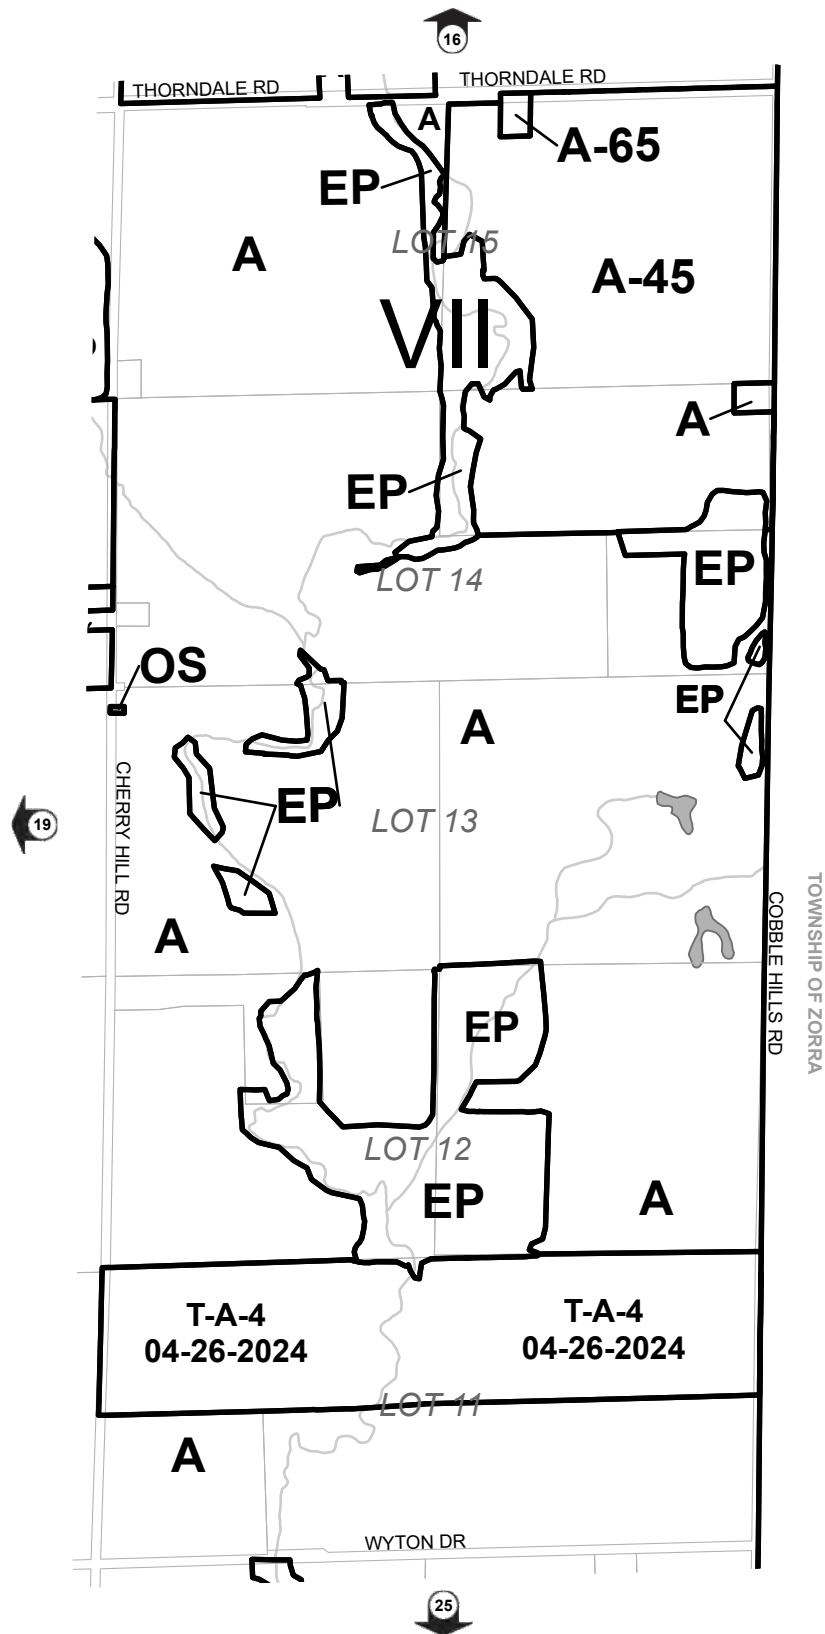 16
THORNDALE RD
THORNDALE RD
A
A-65
EP
LOT 15
A
A-45
VII
A
EP
EP
LOT 14
OS
EP
A
EP
LOT 13
19
CHERRY HILL RD
TOWNSHIP OF ZORRA
COBBLE HILLS RD
A
EP
LOT 12
EP
A
T-A-4
04-26-2024
T-A-4
04-26-2024
LOT 11
A
WYTON DR
25